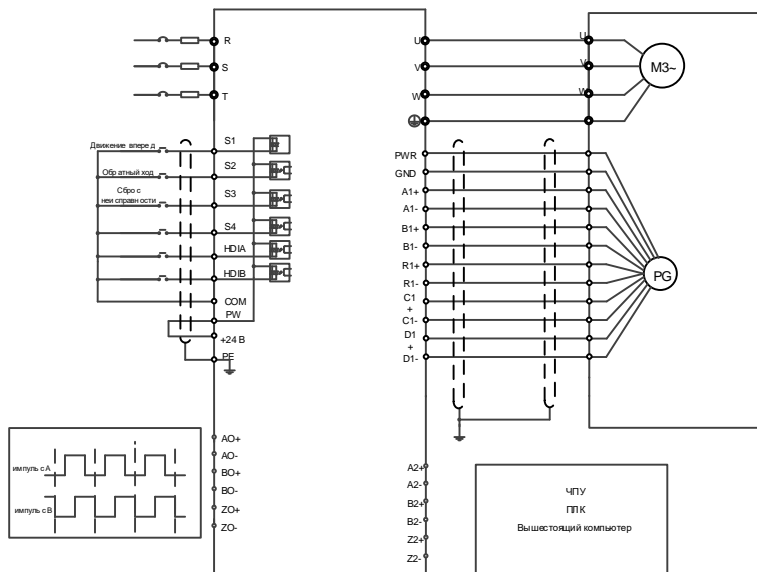 R
S
T
U
V
W
U
V
W
M3~
Движение вперед
Обратный ход
Сброс
неисправности
S1
S2
S3
S4
HDIA
HDIB
COM
PW
+24 В
PE
PWR
GND
A1+
A1-
B1+
B1-
R1+
R1-
C1
+
C1-
D1
+
D1-
PG
импульс А
импульс В
AO+
AO-
BO+
BO-
ZO+
ZO-
A2+
A2-
B2+
B2-
Z2+
Z2-
ЧПУ
ПЛК
Вышестоящий компьютер